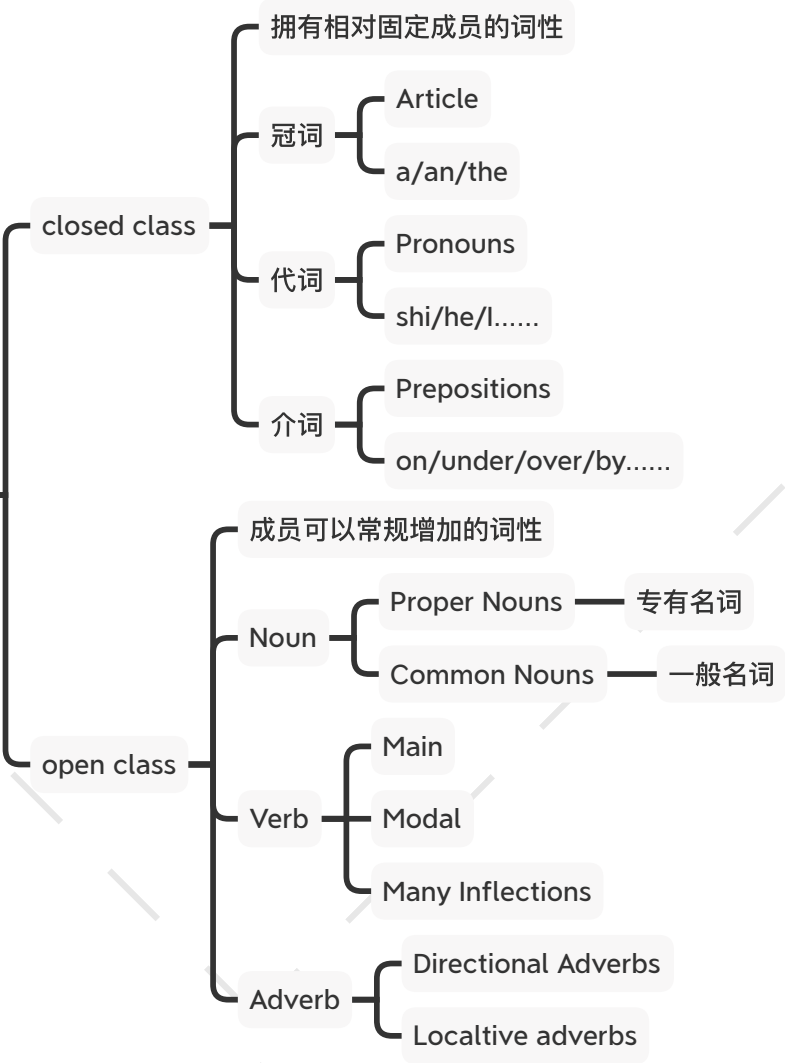 拥有相对固定成员的词性
Article
冠词
a/an/the
closed class
Pronouns
代词
shi/he/I......
Prepositions
介词
on/under/over/by......
成员可以常规增加的词性
Proper Nouns
专有名词
Noun
Common Nouns
一般名词
Main
open class
Verb
Modal
Many Inflections
Directional Adverbs
Adverb
Localtive adverbs